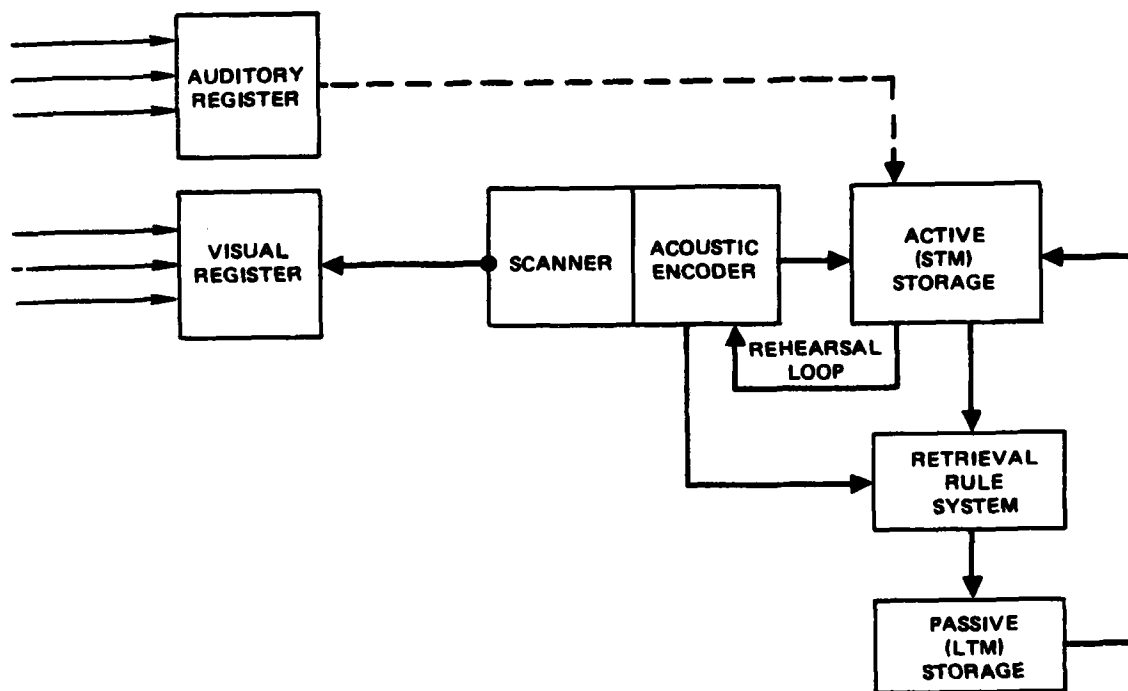 AUDITORY
REGISTER
VISUAL
REGISTER
SCANNER
ACOUSTIC
ENCODER
ACTIVE
(STM)
STORAGE
REHEARSAL
LOOP
RETRIEVAL
RULE
SYSTEM
PASSIVE
(LTM)
STORAGE